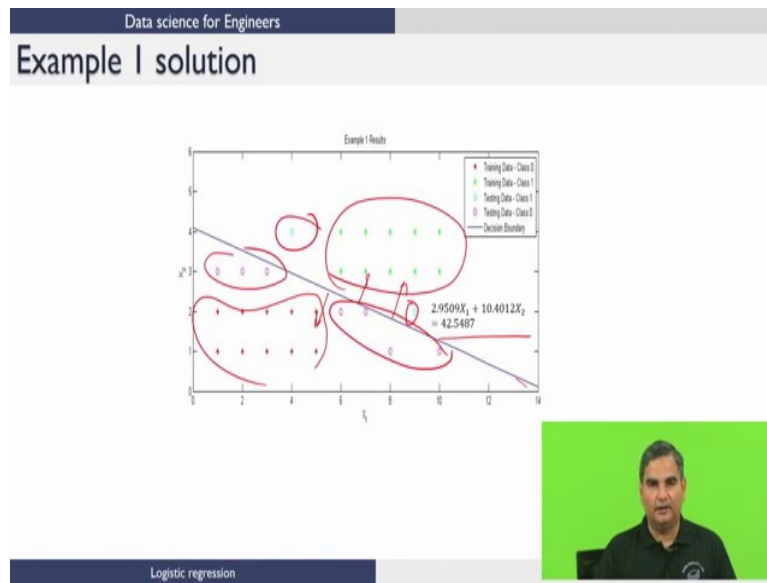 Data science for Engineers
Example 1 solution
Example 1 Results
Training Data - Class 0
Training Data - Class 1
Testing Data - Class 1
Testing Data - Class 0
Decision Boundary
6
5
4
3
2
1
0
X₂
2.9509X₁ + 10.4012X₂
= 42.5487
0 2 4 6 8 10 12 14
X₁
Logistic regression